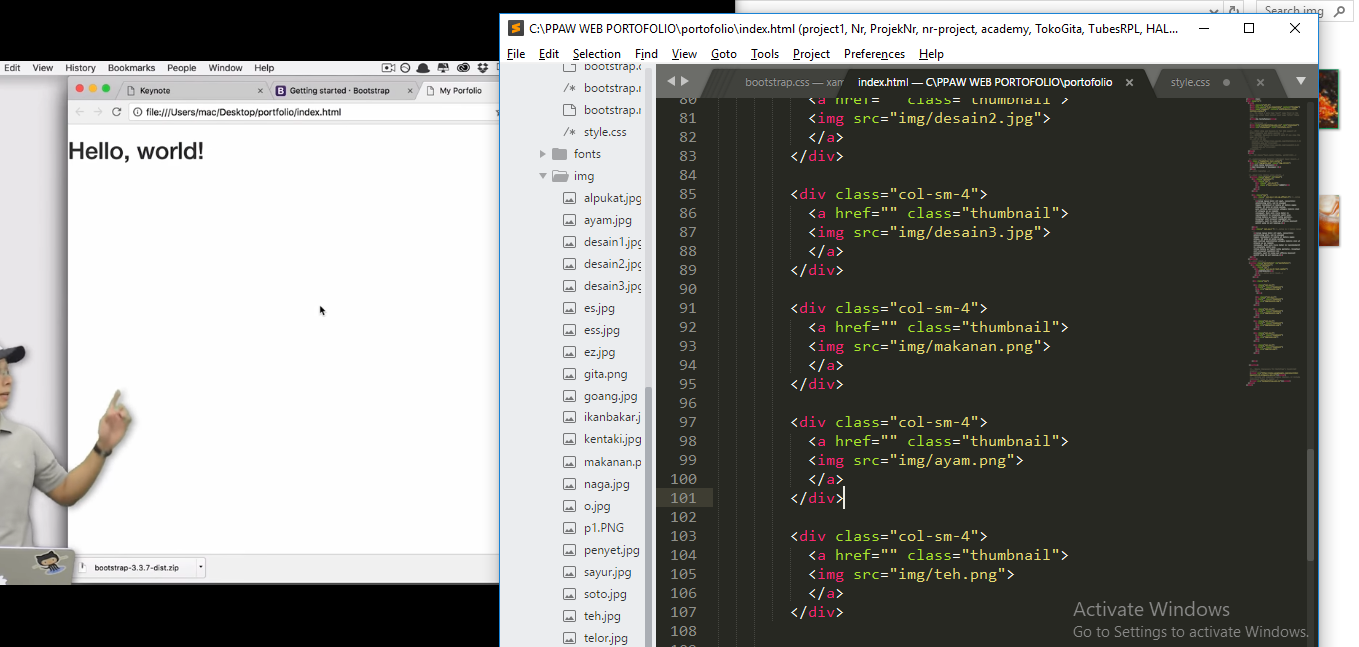 Search img
C:\PPAW WEB PORTOFOLIO\portofolio\index.html (project1, Nr, ProjekNr, nr-project, academy, TokoGita, TubesRPL, HAL...
File Edit Selection Find View Goto Tools Project Preferences Help
Edit View History Bookmarks People Window Help
Keynote
Getting started · Bootstrap
My Porfolio
file:///Users/mac/Desktop/portfolio/index.html
Hello, world!
bootstrap-3.3.7-dist.zip
bootstrap.c
/* bootstrap.r
bootstrap.r
/* style.css
fonts
img
alpukat.jpg
ayam.jpg
desain1.jpg
desain2.jpg
desain3.jpg
es.jpg
ess.jpg
ez.jpg
gita.png
goang.jpg
ikanbakar.j
kentaki.jpg
makanan.p
naga.jpg
o.jpg
p1.PNG
penyet.jpg
sayur.jpg
soto.jpg
teh.jpg
telor.jpg
bootstrap.css — xam
index.html — C:\PPAW WEB PORTOFOLIO\portofolio
style.css
80 <a href="" class="thumbnail">
81 <img src="img/desain2.jpg">
82 </a>
83 </div>
84
85 <div class="col-sm-4">
86 <a href="" class="thumbnail">
87 <img src="img/desain3.jpg">
88 </a>
89 </div>
90
91 <div class="col-sm-4">
92 <a href="" class="thumbnail">
93 <img src="img/makanan.png">
94 </a>
95 </div>
96
97 <div class="col-sm-4">
98 <a href="" class="thumbnail">
99 <img src="img/ayam.png">
100 </a>
101 </div>
102
103 <div class="col-sm-4">
104 <a href="" class="thumbnail">
105 <img src="img/teh.png">
106 </a>
107 </div>
108
Activate Windows
Go to Settings to activate Windows.